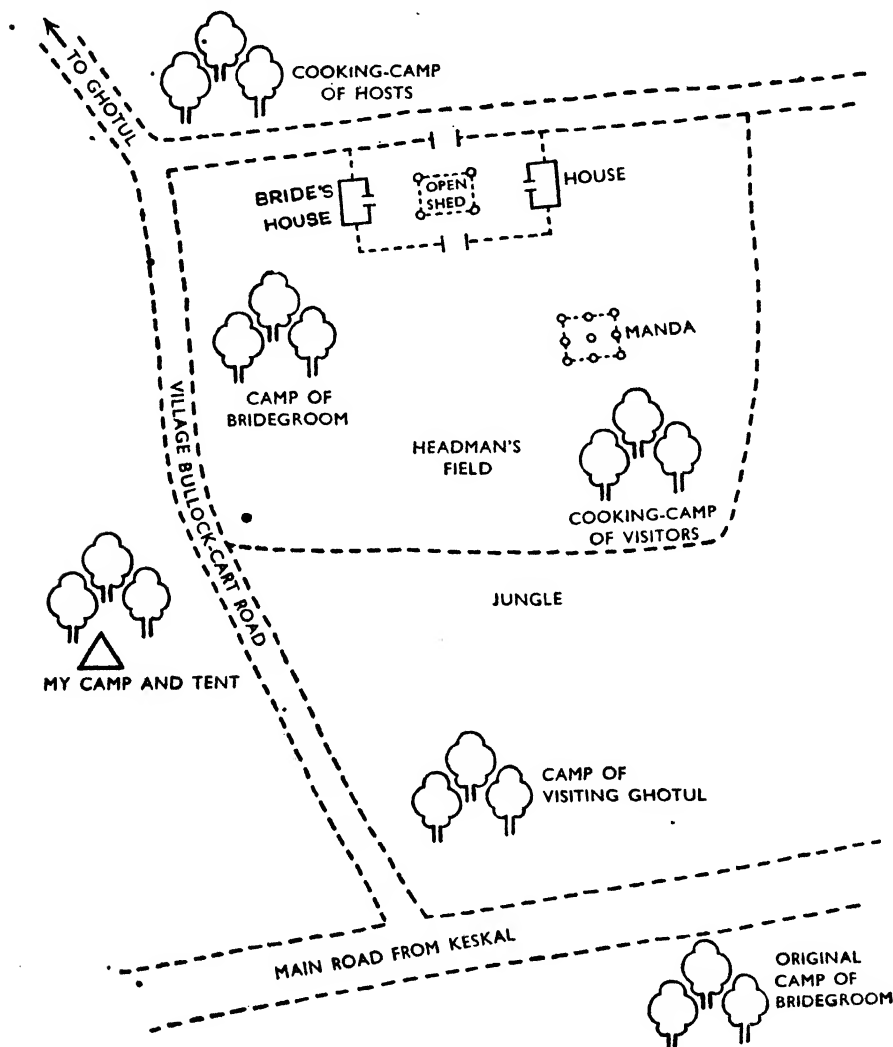 TO GHOTUL
COOKING-CAMP
OF HOSTS
BRIDE'S
HOUSE
OPEN
SHED
HOUSE
MANDA
CAMP OF
BRIDEGROOM
VILLAGE BULLOCK-CART ROAD
HEADMAN'S
FIELD
COOKING-CAMP
OF VISITORS
JUNGLE
MY CAMP AND TENT
CAMP OF
VISITING GHOTUL
MAIN ROAD FROM KESKAL
ORIGINAL
CAMP OF
BRIDEGROOM